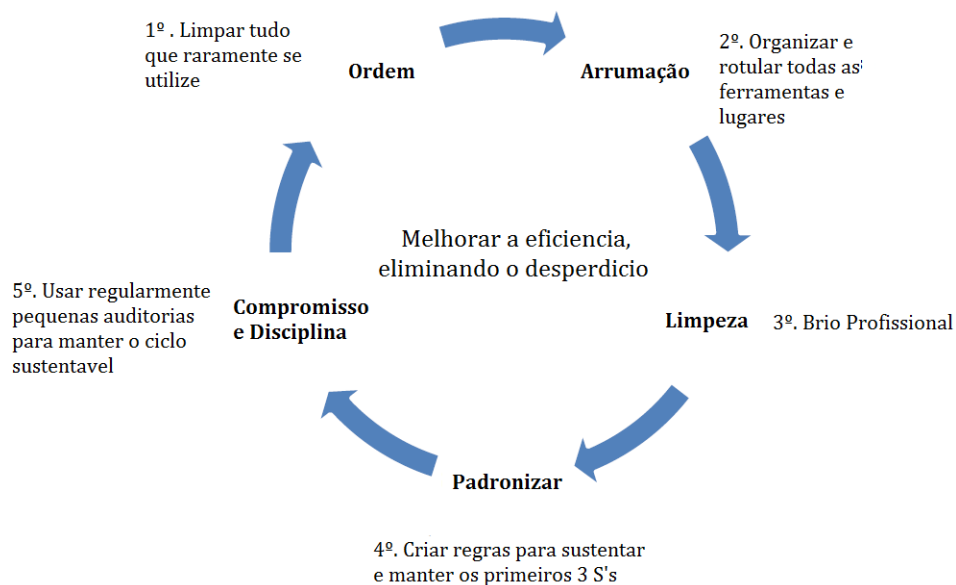 1º . Limpar tudo
que raramente se
utilize
Ordem
Arrumação
2º. Organizar e
rotular todas as
ferramentas e
lugares
Melhorar a eficiencia,
eliminando o desperdicio
Limpeza
3º. Brio Profissional
Padronizar
4º. Criar regras para sustentar
e manter os primeiros 3 S's
Compromisso
e Disciplina
5º. Usar regularmente
pequenas auditorias
para manter o ciclo
sustentavel